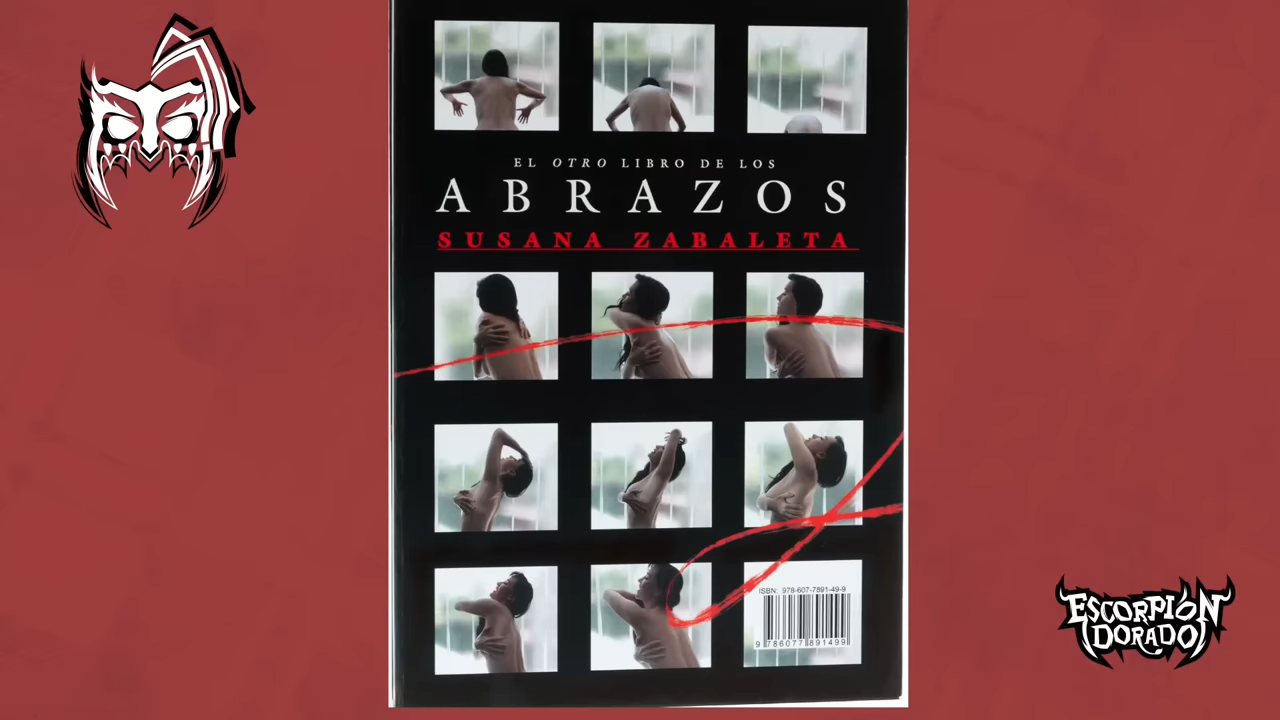 EL OTRO LIBRO DE LOS
ABRAZOS
SUSANA ZABALETA
ISBN: 978-607-7891-49-9
9 786077 891499
ESCORPIÓN
DORADO